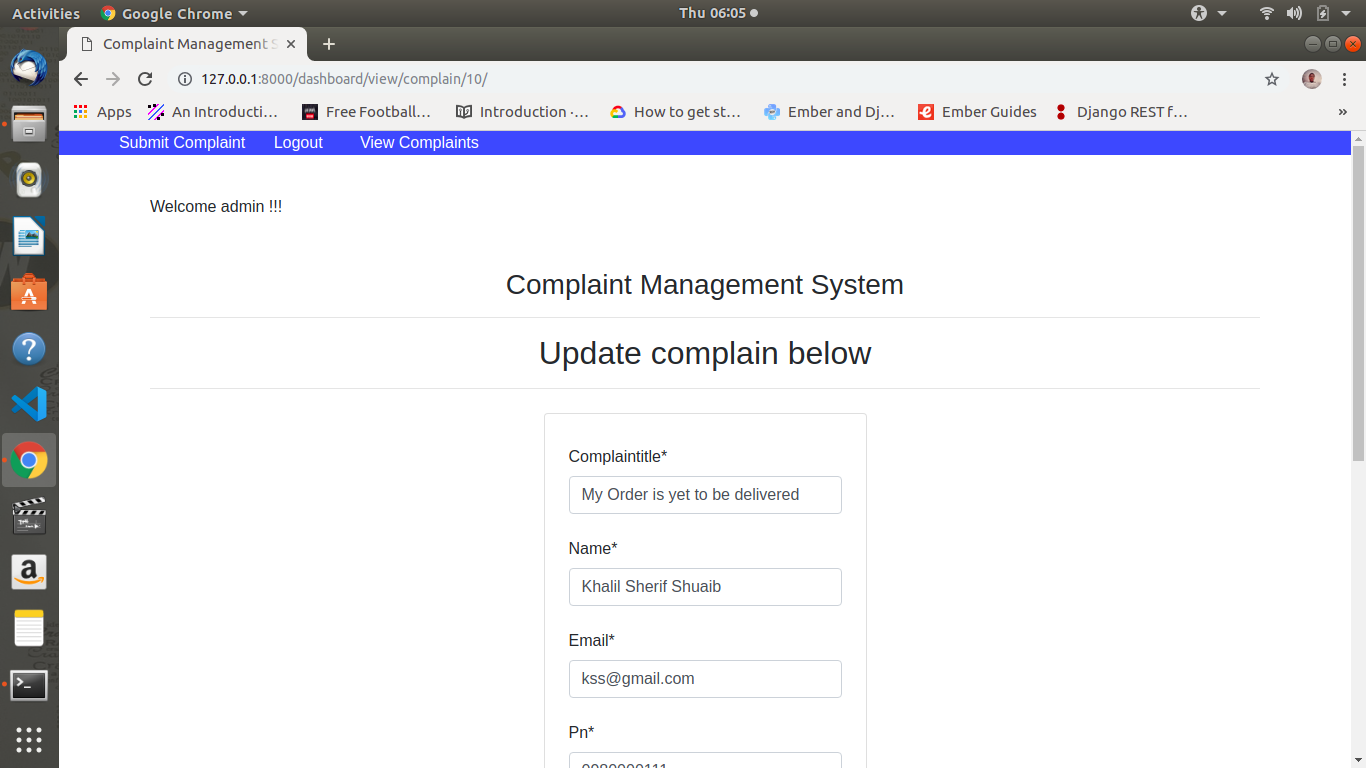 Activities Google Chrome Thu 06:05
Complaint Management S
127.0.0.1:8000/dashboard/view/complain/10/
Apps An Introducti… Free Football… Introduction ·… How to get st… Ember and Dj… Ember Guides Django REST f… »
Submit Complaint Logout View Complaints
Welcome admin !!!
Complaint Management System
Update complain below
Complaintitle*
My Order is yet to be delivered
Name*
Khalil Sherif Shuaib
Email*
kss@gmail.com
Pn*